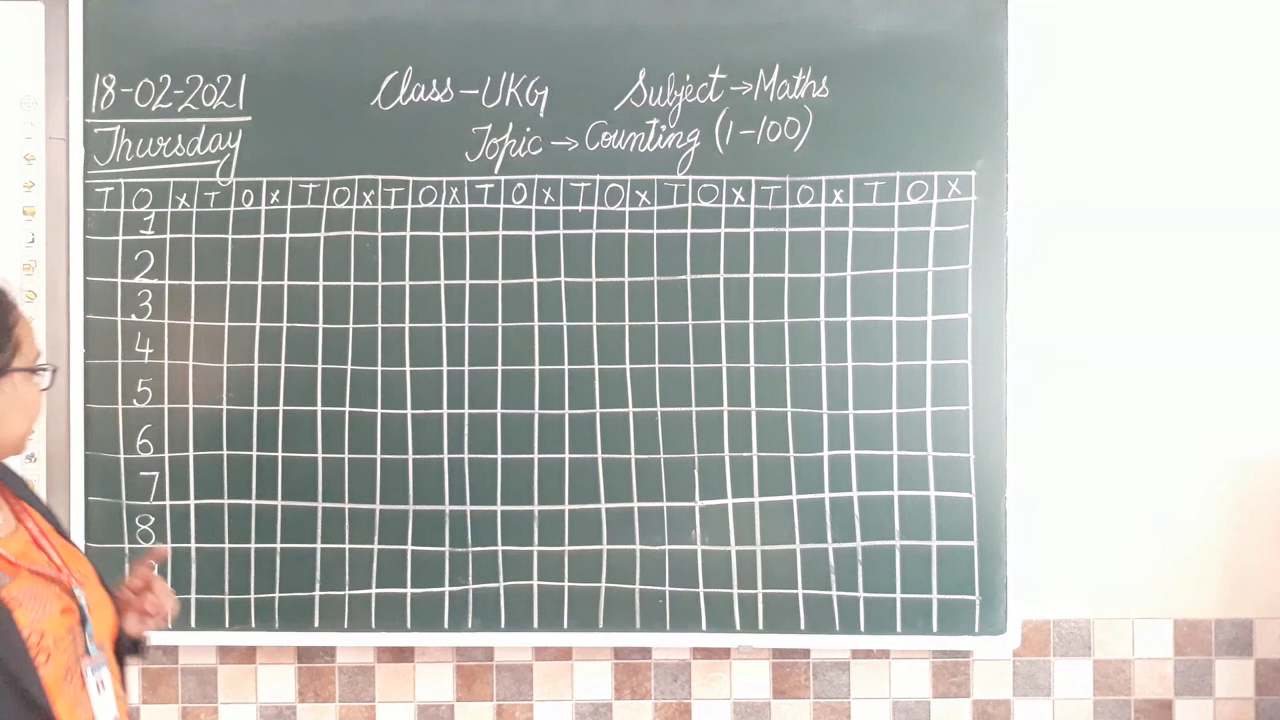 18-02-2021 Class-UKG Subject→Maths
Thursday Topic→Counting (1-100)
T O x T O x T O x T O x T O x T O x T O x T O x T O x
1
2
3
4
5
6
7
8